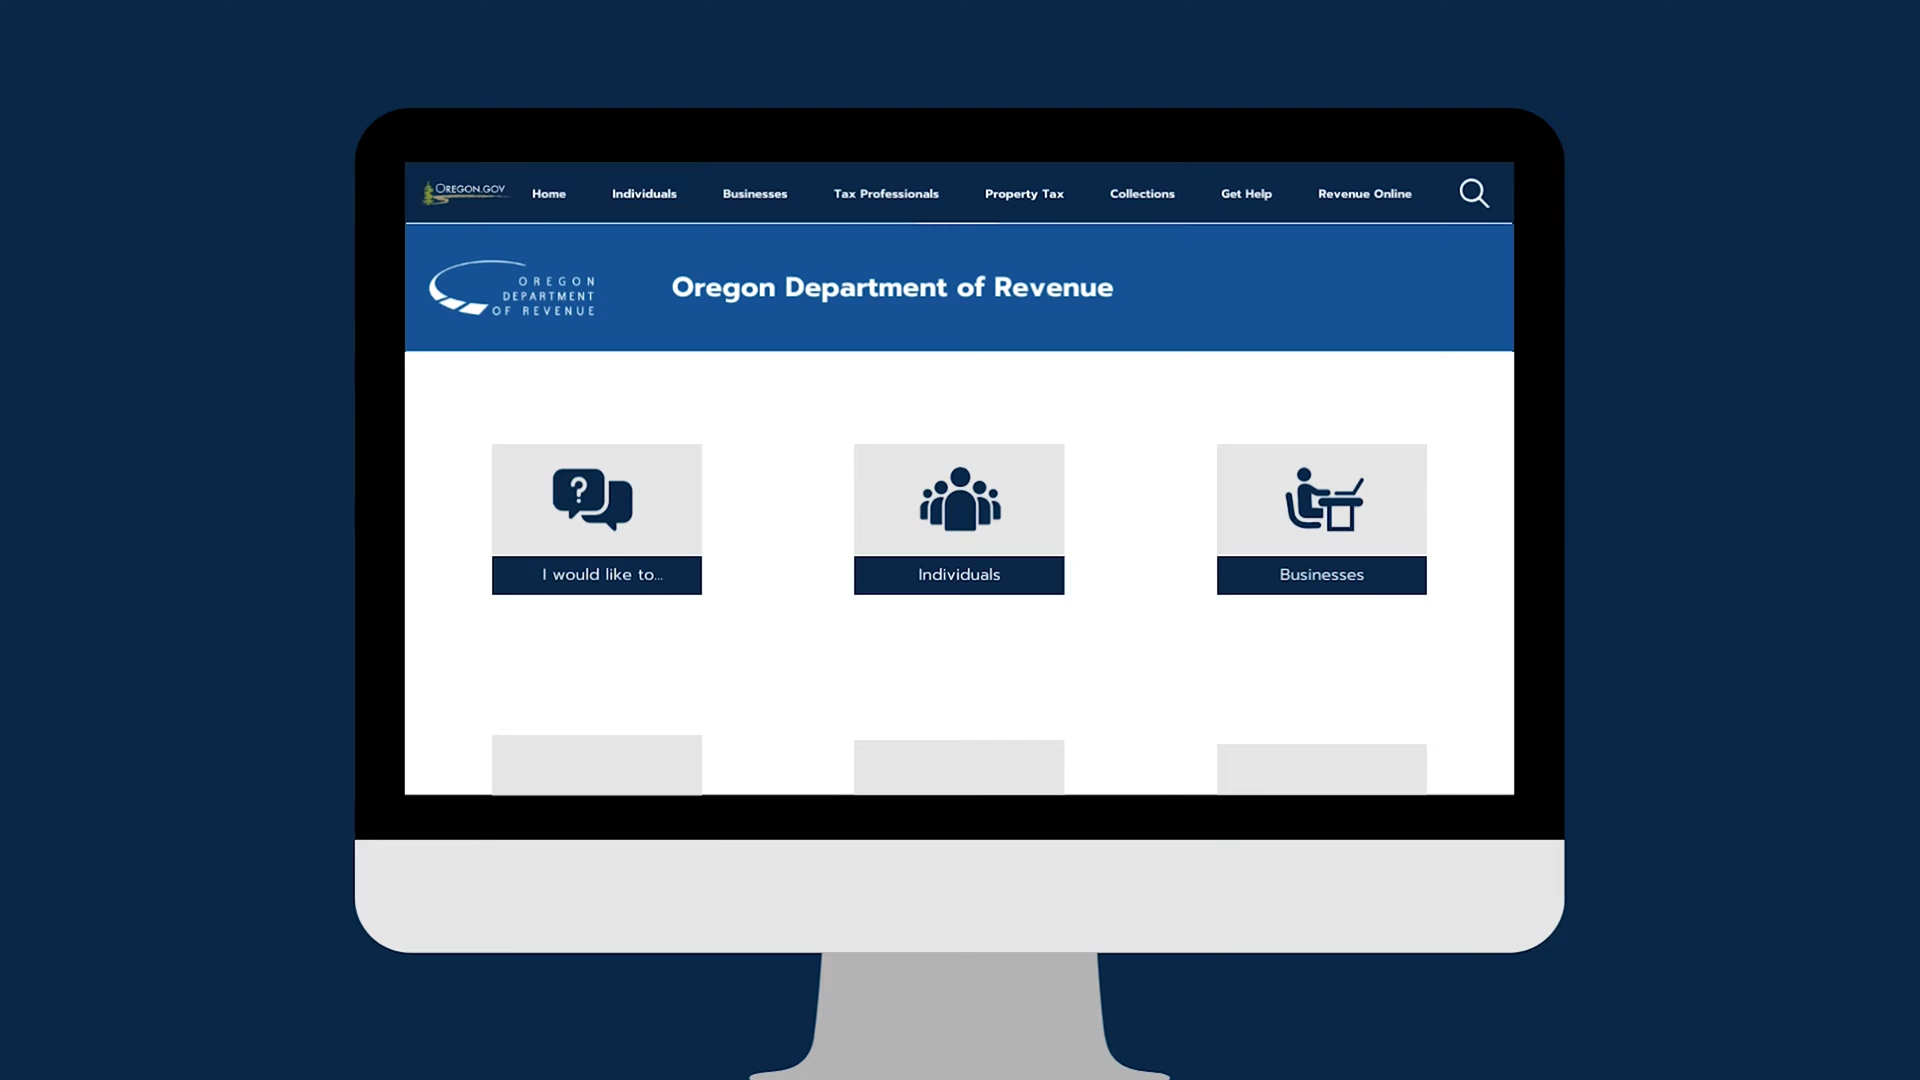 OREGON.GOV
Home Individuals Businesses Tax Professionals Property Tax Collections Get Help Revenue Online
OREGON
DEPARTMENT
OF REVENUE
Oregon Department of Revenue
?
I would like to...
Individuals
Businesses